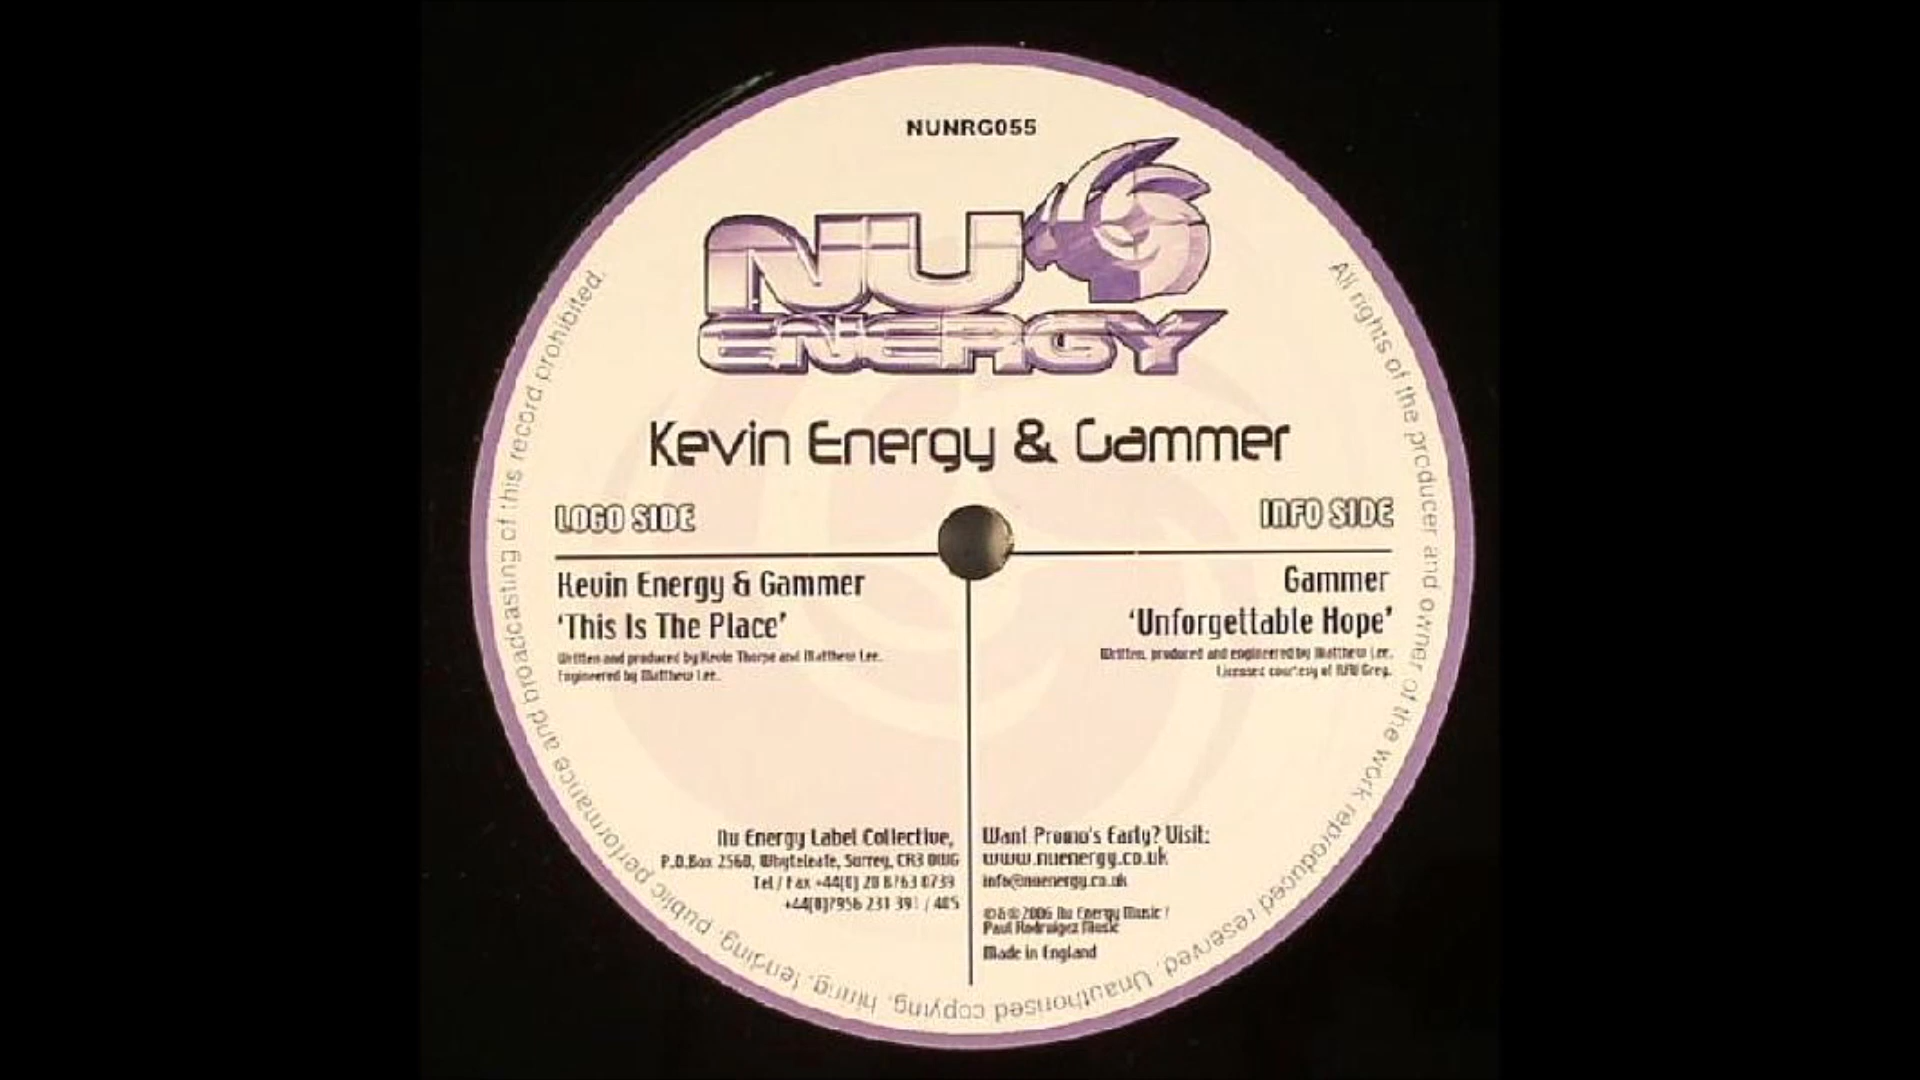 NUNRG055
NU
ENERGY
Kevin Energy & Gammer
LOGO SIDE
Kevin Energy & Gammer
'This Is The Place'
Written and produced by Kevin Thorpe and Matthew Lee.
Engineered by Matthew Lee.
INFO SIDE
Gammer
'Unforgettable Hope'
Written, produced and engineered by Matthew Lee.
Licensed courtesy of
Nu Energy Label Collective,
P.O.Box 2560, Whyteleafe, Surrey, CR3 0WG
Tel / Fax +44(0) 20 8763 0739
+44(0)7956 231 391 / 405
Want Promo's Early? Visit:
www.nuenergy.co.uk
info@nuenergy.co.uk
©&℗ 2006 Nu Energy Music /
Paul Rodruigez Music
Made in England
All rights of the producer and owner of the work reproduced reserved. Unauthorised copying, hiring, lending, public performance and broadcasting of this record prohibited.